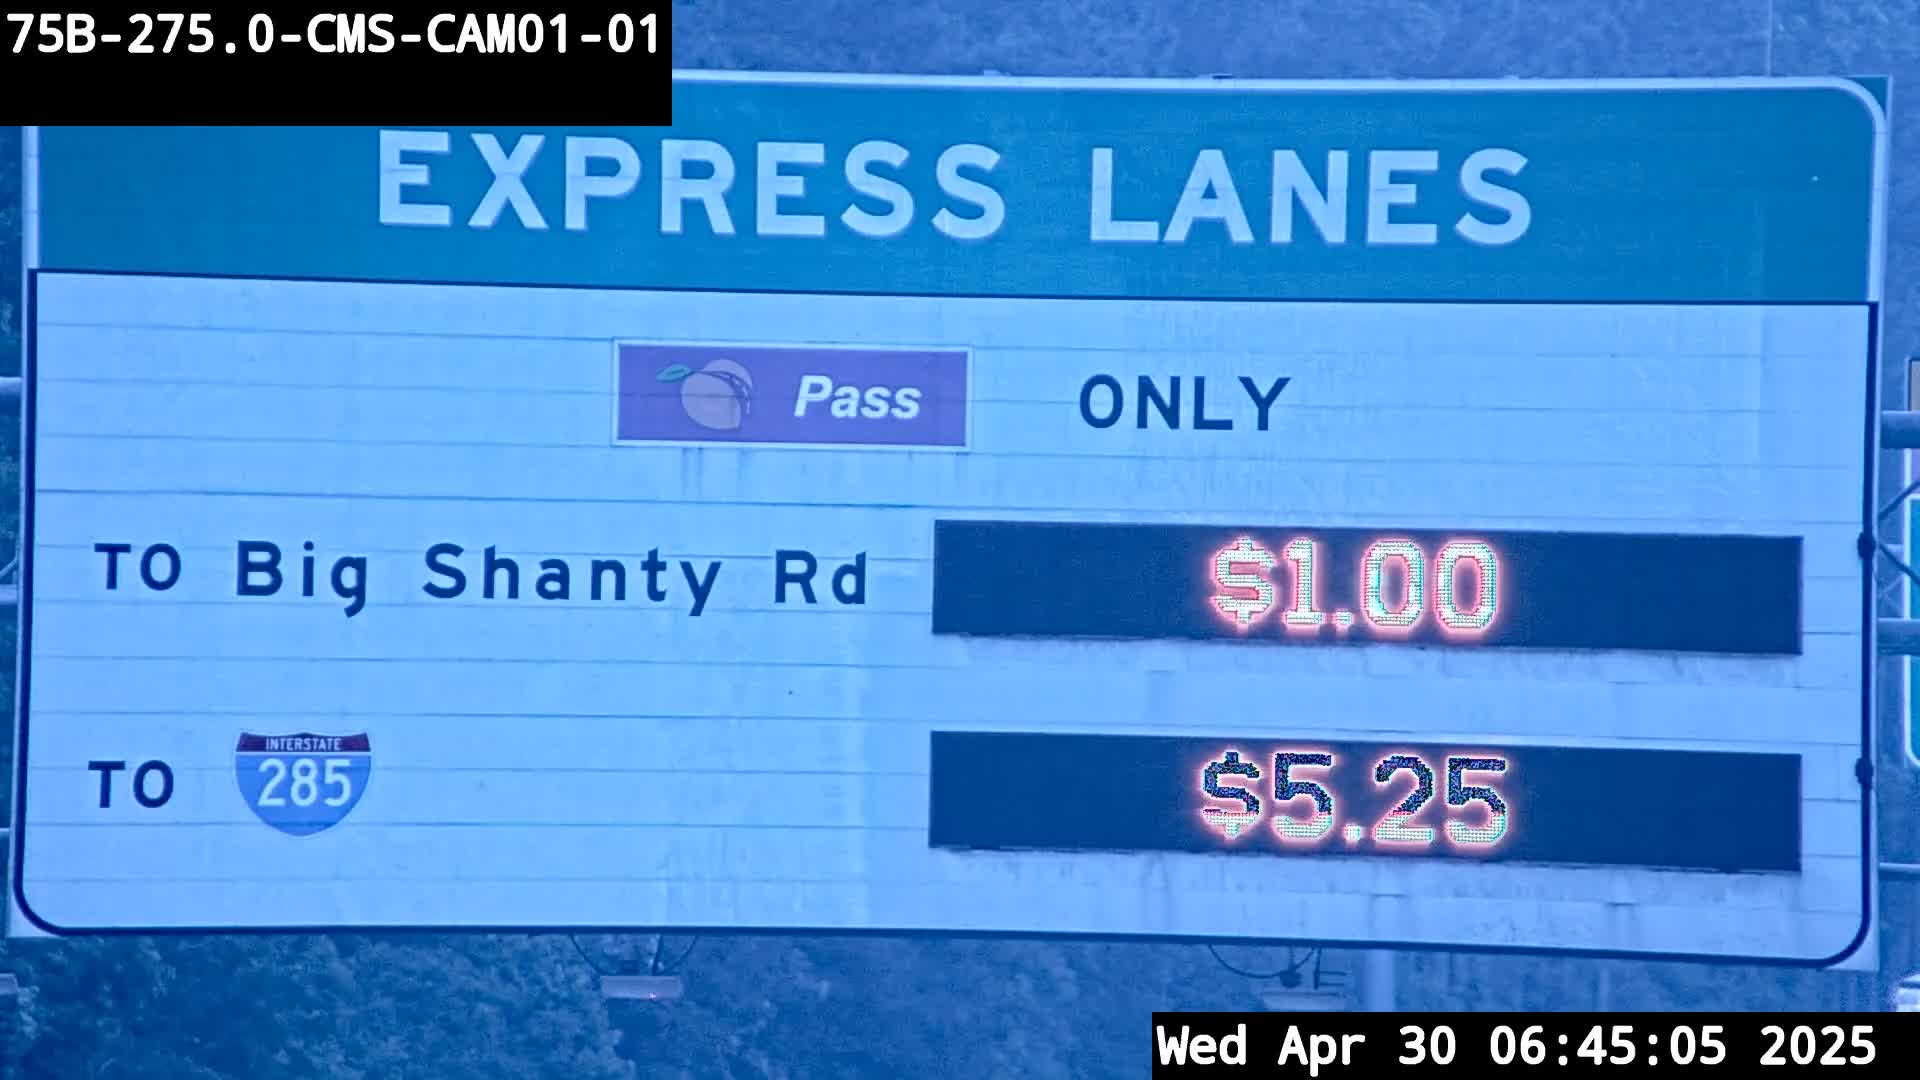 75B-275.0-CMS-CAM01-01
EXPRESS LANES
Pass ONLY
TO Big Shanty Rd $1.00
INTERSTATE
TO 285 $5.25
Wed Apr 30 06:45:05 2025